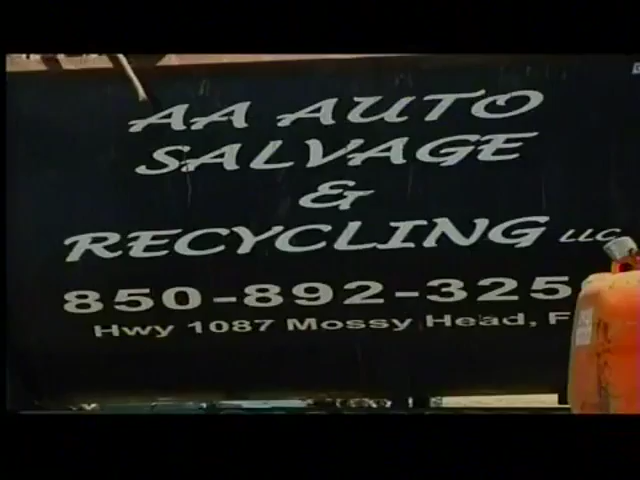 AA AUTO
SALVAGE
&
RECYCLING LLC
850-892-325
Hwy 1087 Mossy Head, F